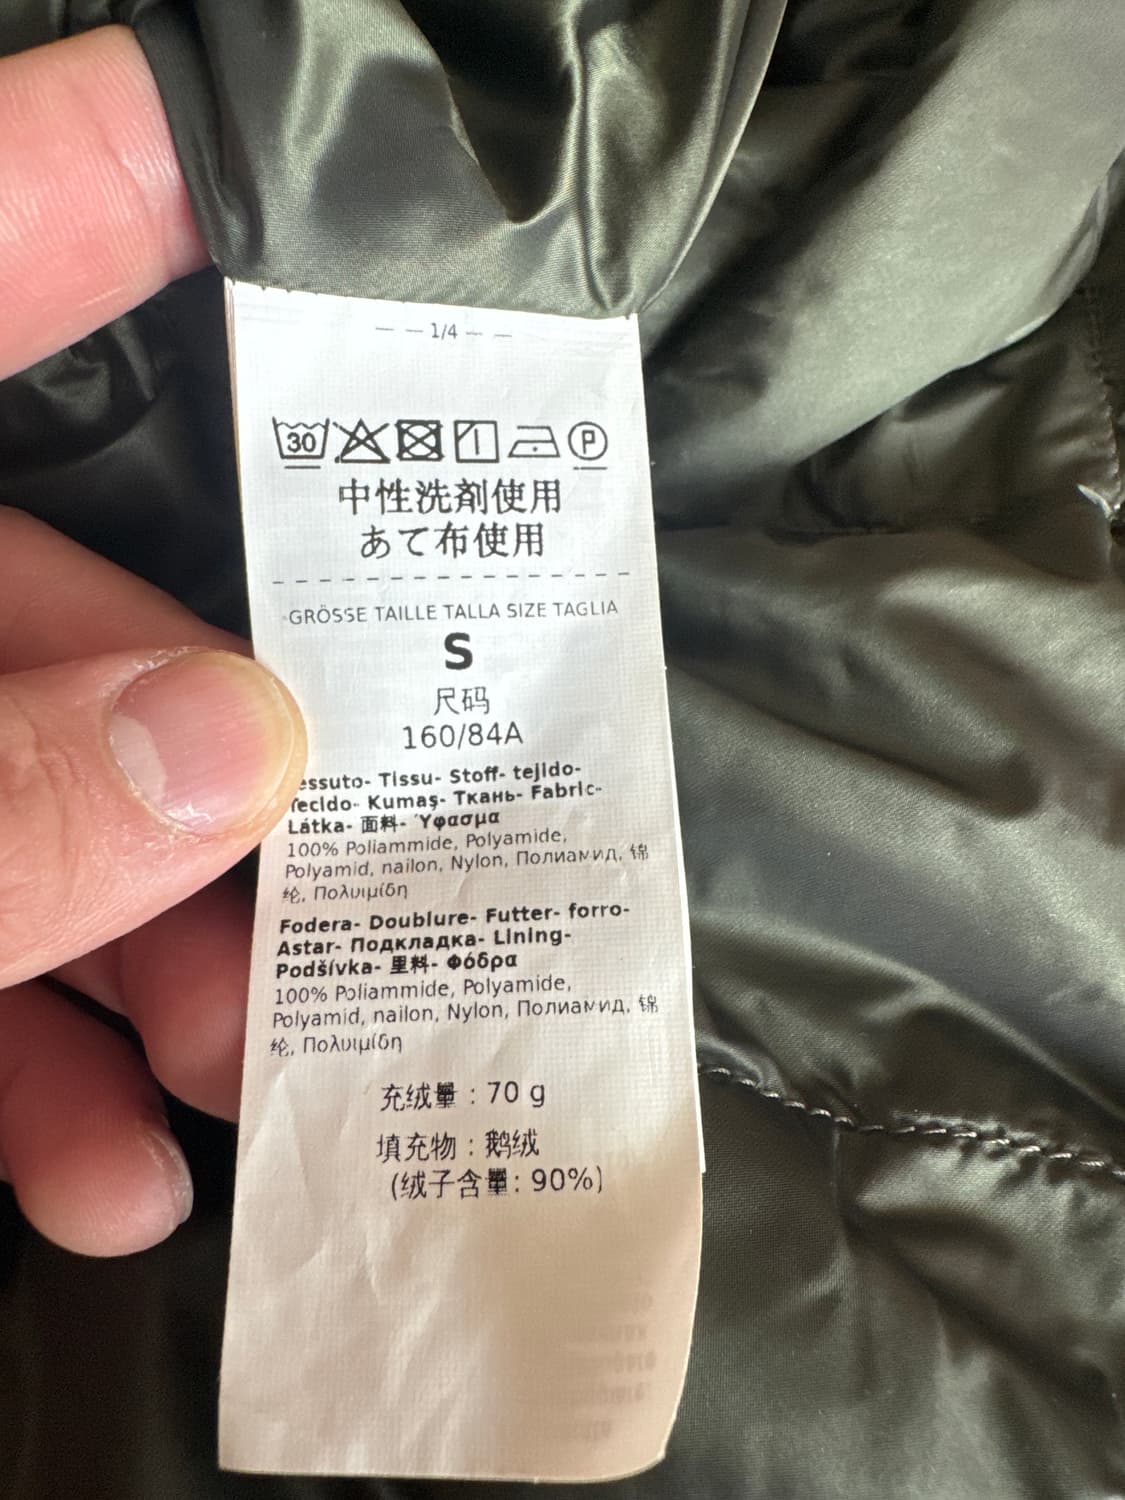 — — 1/4 — —
30 P
中性洗剤使用
あて布使用
GRÖSSE TAILLE TALLA SIZE TAGLIA
S
尺码
160/84A
Tissu- Stoff- tejido-
Tecido- Kumaş- Ткань- Fabric-
Látka- 面料- Ύφασμα
100% Poliammide, Polyamide,
Polyamid, nailon, Nylon, Полиамид, 锦
纶, Πολυιμίδη
Fodera- Doublure- Futter- forro-
Astar- Подкладка- Lining-
Podšívka- 里料- Φόδρα
100% Poliammide, Polyamide,
Polyamid, nailon, Nylon, Полиамид, 锦
纶, Πολυιμίδη
充绒量：70 g
填充物：鹅绒
(绒子含量: 90%)